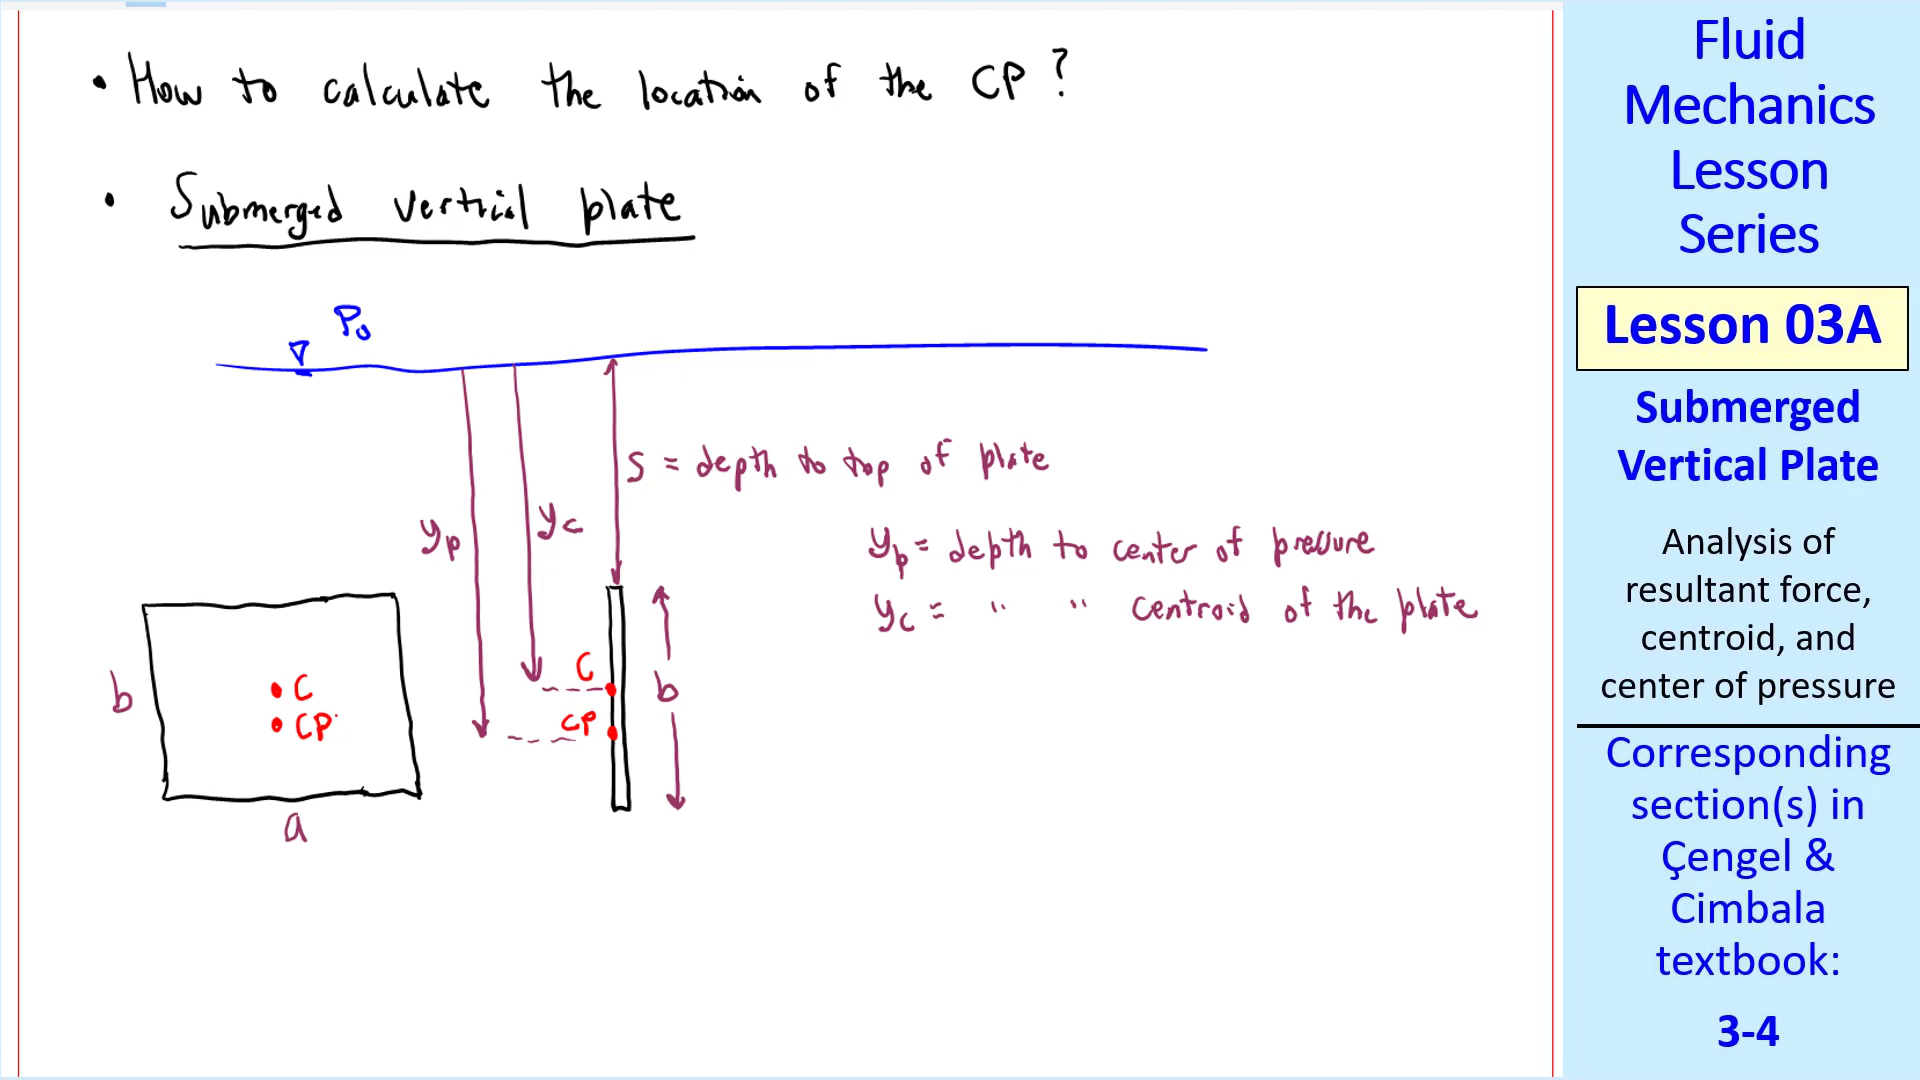 • How to calculate the location of the CP?
• Submerged vertical plate
P₀
s = depth to top of plate
yₚ
y_c
yₚ = depth to center of pressure
y_c = " " centroid of the plate
b
C
CP
a
C
CP
b
Fluid
Mechanics
Lesson
Series
Lesson 03A
Submerged
Vertical Plate
Analysis of
resultant force,
centroid, and
center of pressure
Corresponding
section(s) in
Çengel &
Cimbala
textbook:
3-4